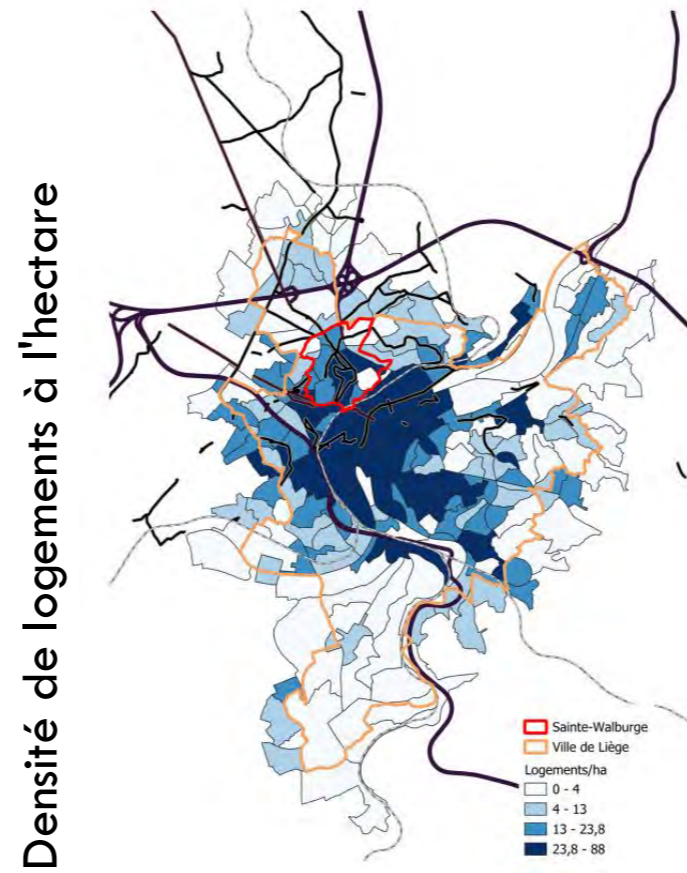 Densité de logements à l'hectare
Sainte-Walburge
Ville de Liège
Logements/ha
0 - 4
4 - 13
13 - 23,8
23,8 - 88